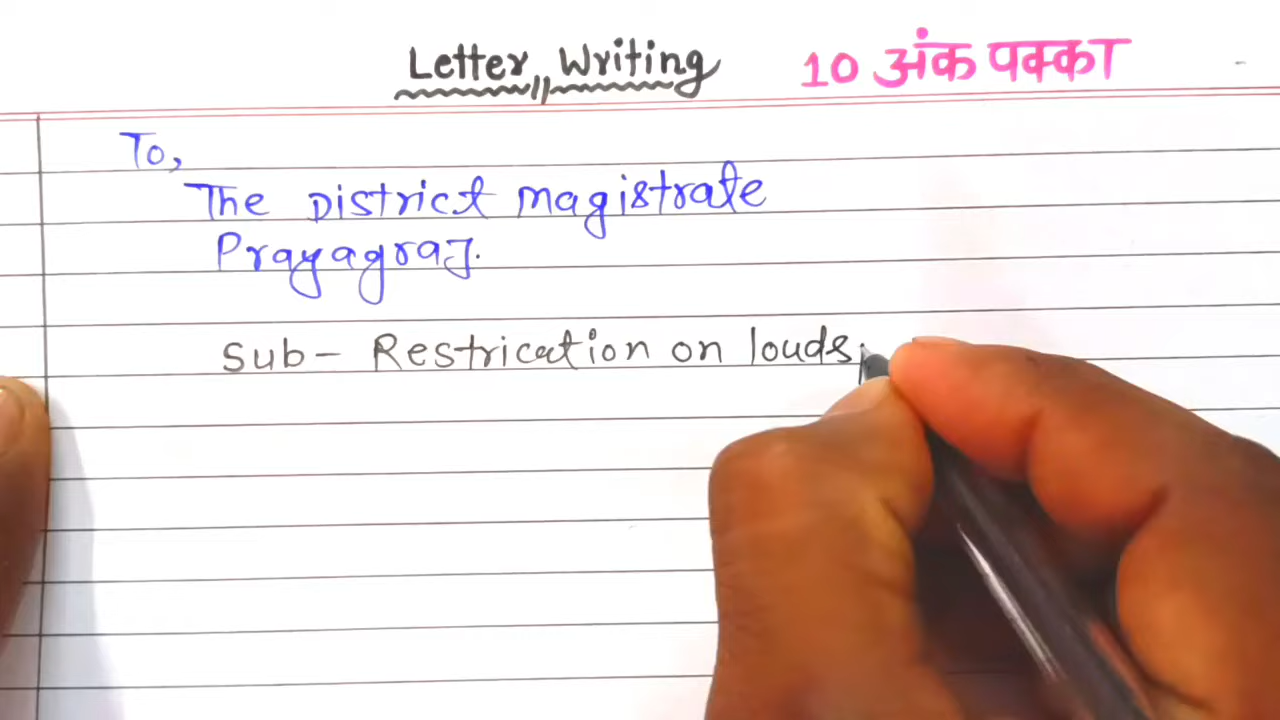 Letter Writing 10 अंक पक्का
To,
The District magistrate
Prayagraj.
Sub - Restrication on louds